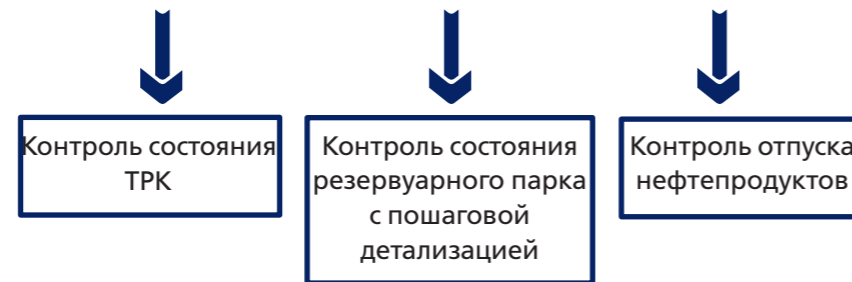 Контроль состояния
ТРК
Контроль состояния
резервуарного парка
с пошаговой
детализацией
Контроль отпуска
нефтепродуктов